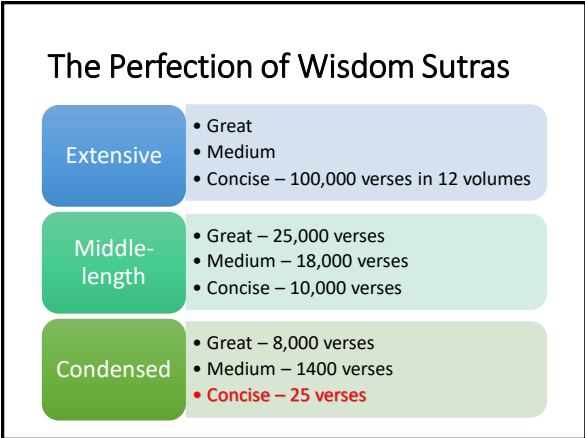 The Perfection of Wisdom Sutras
Extensive
• Great
• Medium
• Concise – 100,000 verses in 12 volumes
Middle-
length
• Great – 25,000 verses
• Medium – 18,000 verses
• Concise – 10,000 verses
Condensed
• Great – 8,000 verses
• Medium – 1400 verses
• Concise – 25 verses